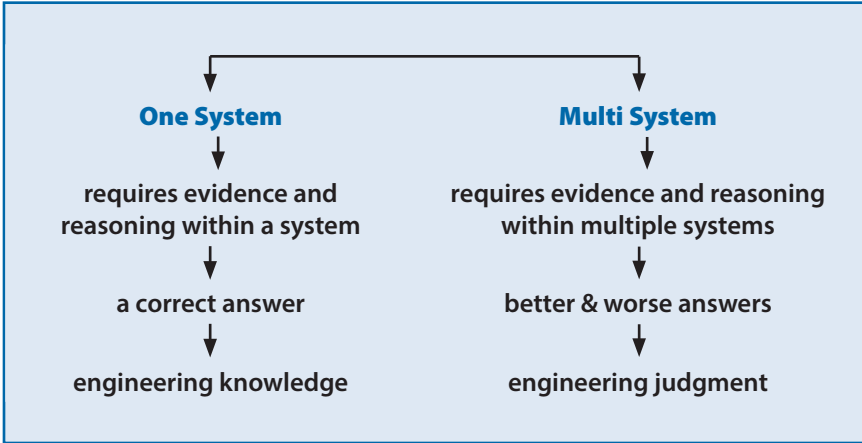 One System
requires evidence and
reasoning within a system
a correct answer
engineering knowledge
Multi System
requires evidence and reasoning
within multiple systems
better & worse answers
engineering judgment